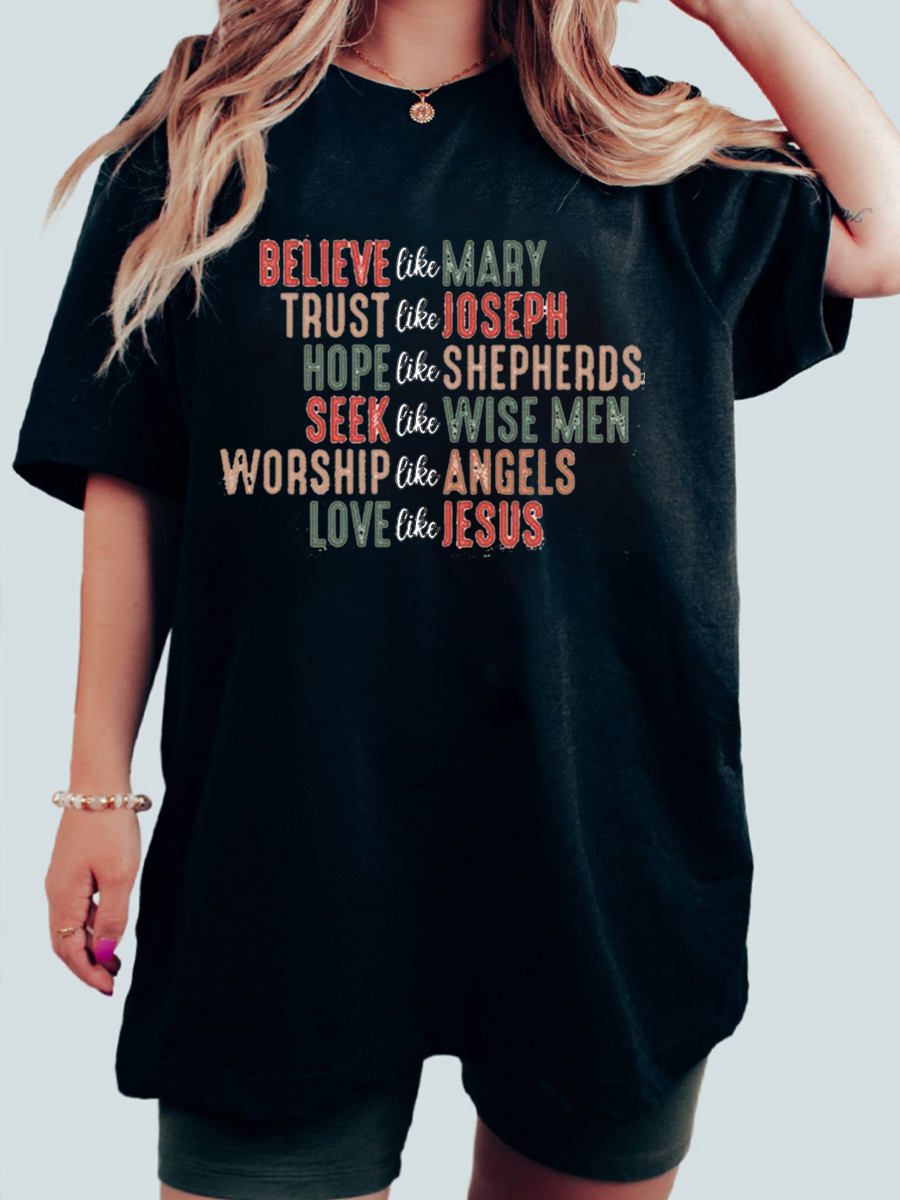 BELIEVE like MARY
TRUST like JOSEPH
HOPE like SHEPHERDS
SEEK like WISE MEN
WORSHIP like ANGELS
LOVE like JESUS